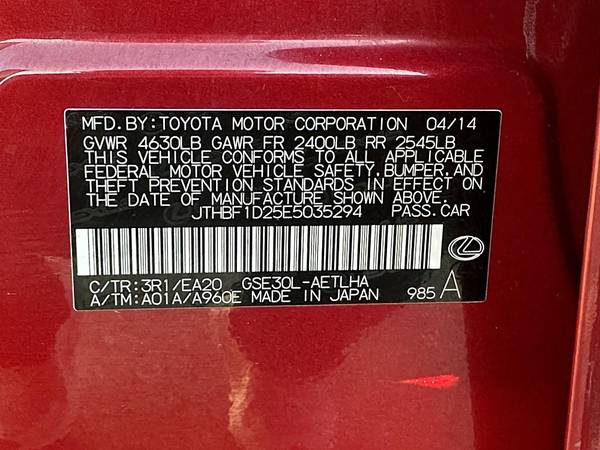 MFD.BY:TOYOTA MOTOR CORPORATION 04/14
GVWR 4630LB GAWR FR 2400LB RR 2545LB
THIS VEHICLE CONFORMS TO ALL APPLICABLE
FEDERAL MOTOR VEHICLE SAFETY,BUMPER,AND
THEFT PREVENTION STANDARDS IN EFFECT ON
THE DATE OF MANUFACTURE SHOWN ABOVE.
JTHBF1D25E5035294 PASS.CAR
C/TR:3R1/EA20 GSE30L-AETLHA
A/TM:A01A/A960E MADE IN JAPAN 985 A